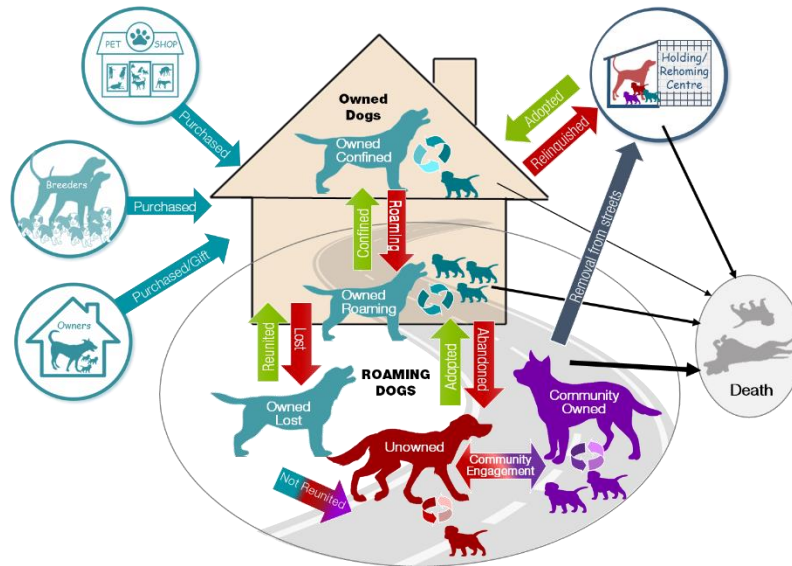 PET SHOP
Purchased
Breeders
Purchased
Owners
Purchased/Gift
Owned
Dogs
Owned
Confined
Confined
Roaming
Owned
Roaming
Adopted
Relinquished
Holding/
Rehoming
Centre
Removal from streets
Death
Reunited
Lost
ROAMING
DOGS
Adopted
Abandoned
Owned
Lost
Unowned
Community
Engagement
Community
Owned
Not Reunited